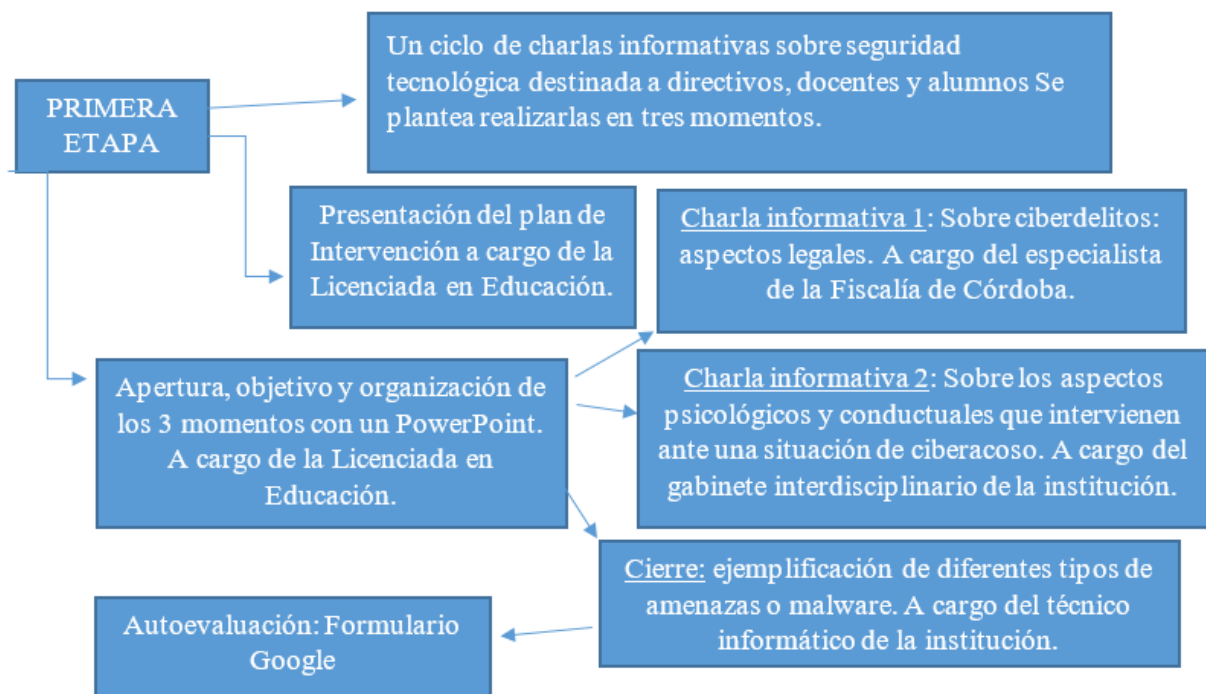 PRIMERA
ETAPA
Un ciclo de charlas informativas sobre seguridad
tecnológica destinada a directivos, docentes y alumnos Se
plantea realizarlas en tres momentos.
Presentación del plan de
Intervención a cargo de la
Licenciada en Educación.
Apertura, objetivo y organización de
los 3 momentos con un PowerPoint.
A cargo de la Licenciada en
Educación.
Charla informativa 1: Sobre ciberdelitos:
aspectos legales. A cargo del especialista
de la Fiscalía de Córdoba.
Charla informativa 2: Sobre los aspectos
psicológicos y conductuales que intervienen
ante una situación de ciberacoso. A cargo del
gabinete interdisciplinario de la institución.
Cierre: ejemplificación de diferentes tipos de
amenazas o malware. A cargo del técnico
informático de la institución.
Autoevaluación: Formulario
Google